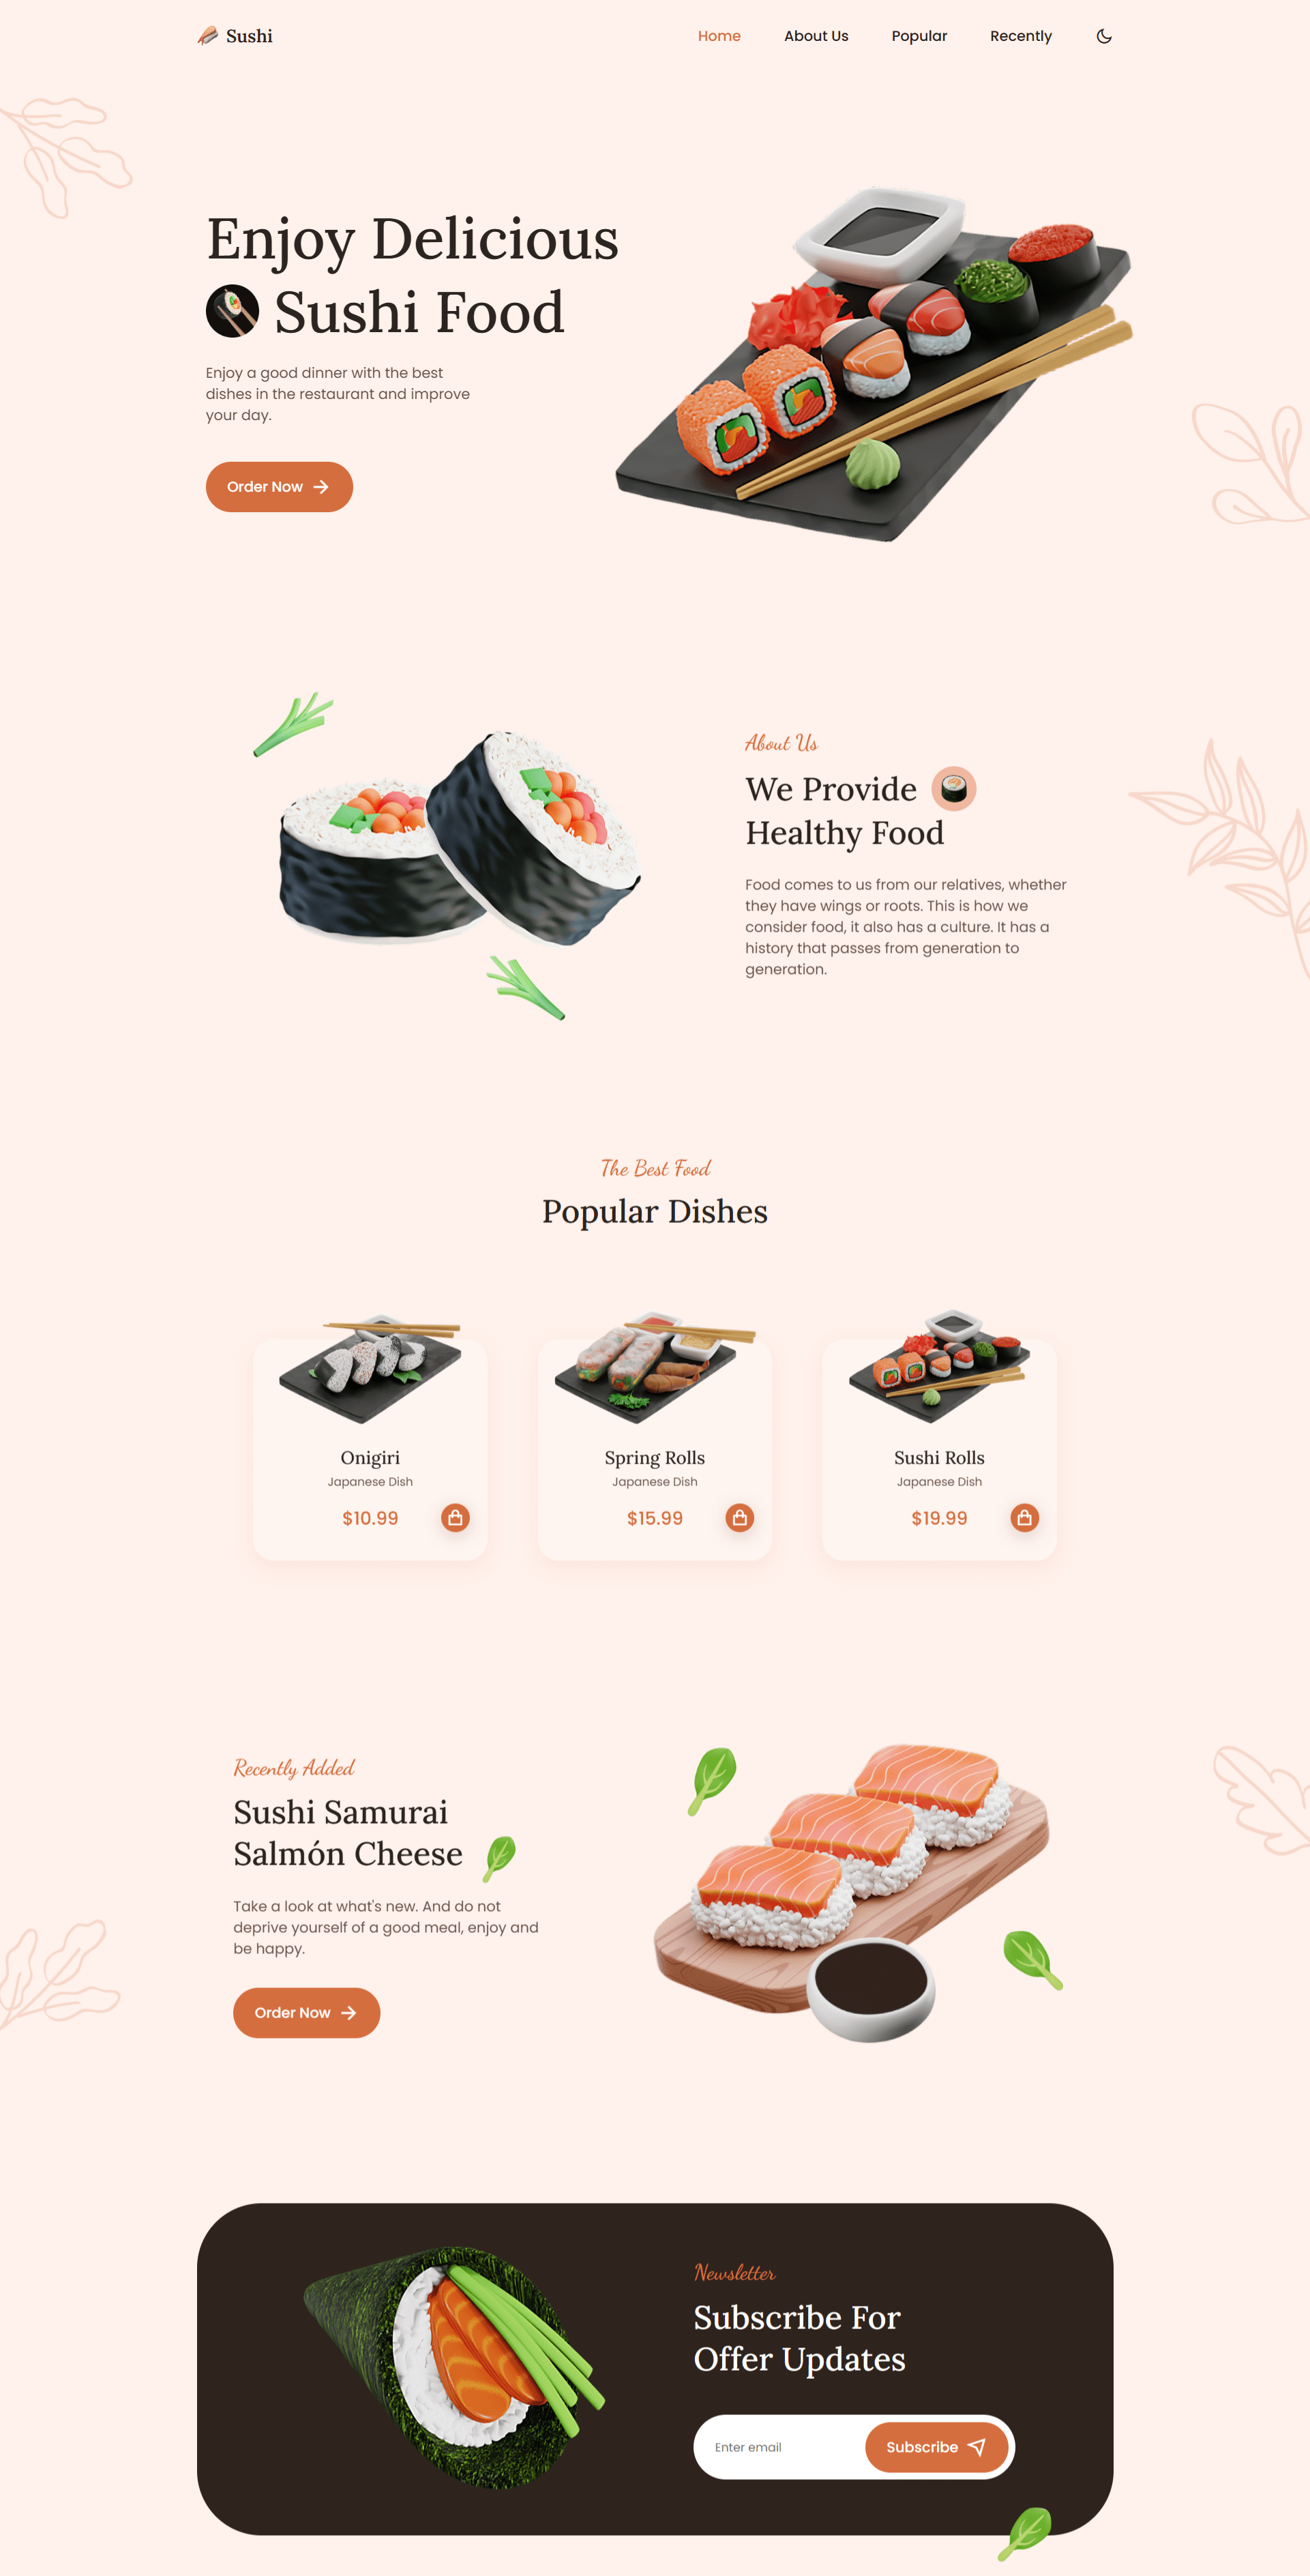 Sushi
Home
About Us
Popular
Recently
Enjoy Delicious
Sushi Food
Enjoy a good dinner with the best
dishes in the restaurant and improve
your day.
Order Now
About Us
We Provide
Healthy Food
Food comes to us from our relatives, whether
they have wings or roots. This is how we
consider food, it also has a culture. It has a
history that passes from generation to
generation.
The Best Food
Popular Dishes
Onigiri
Japanese Dish
$10.99
Spring Rolls
Japanese Dish
$15.99
Sushi Rolls
Japanese Dish
$19.99
Recently Added
Sushi Samurai
Salmón Cheese
Take a look at what's new. And do not
deprive yourself of a good meal, enjoy and
be happy.
Order Now
Newsletter
Subscribe For
Offer Updates
Enter email
Subscribe